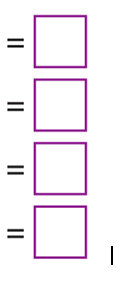 =
=
=
=